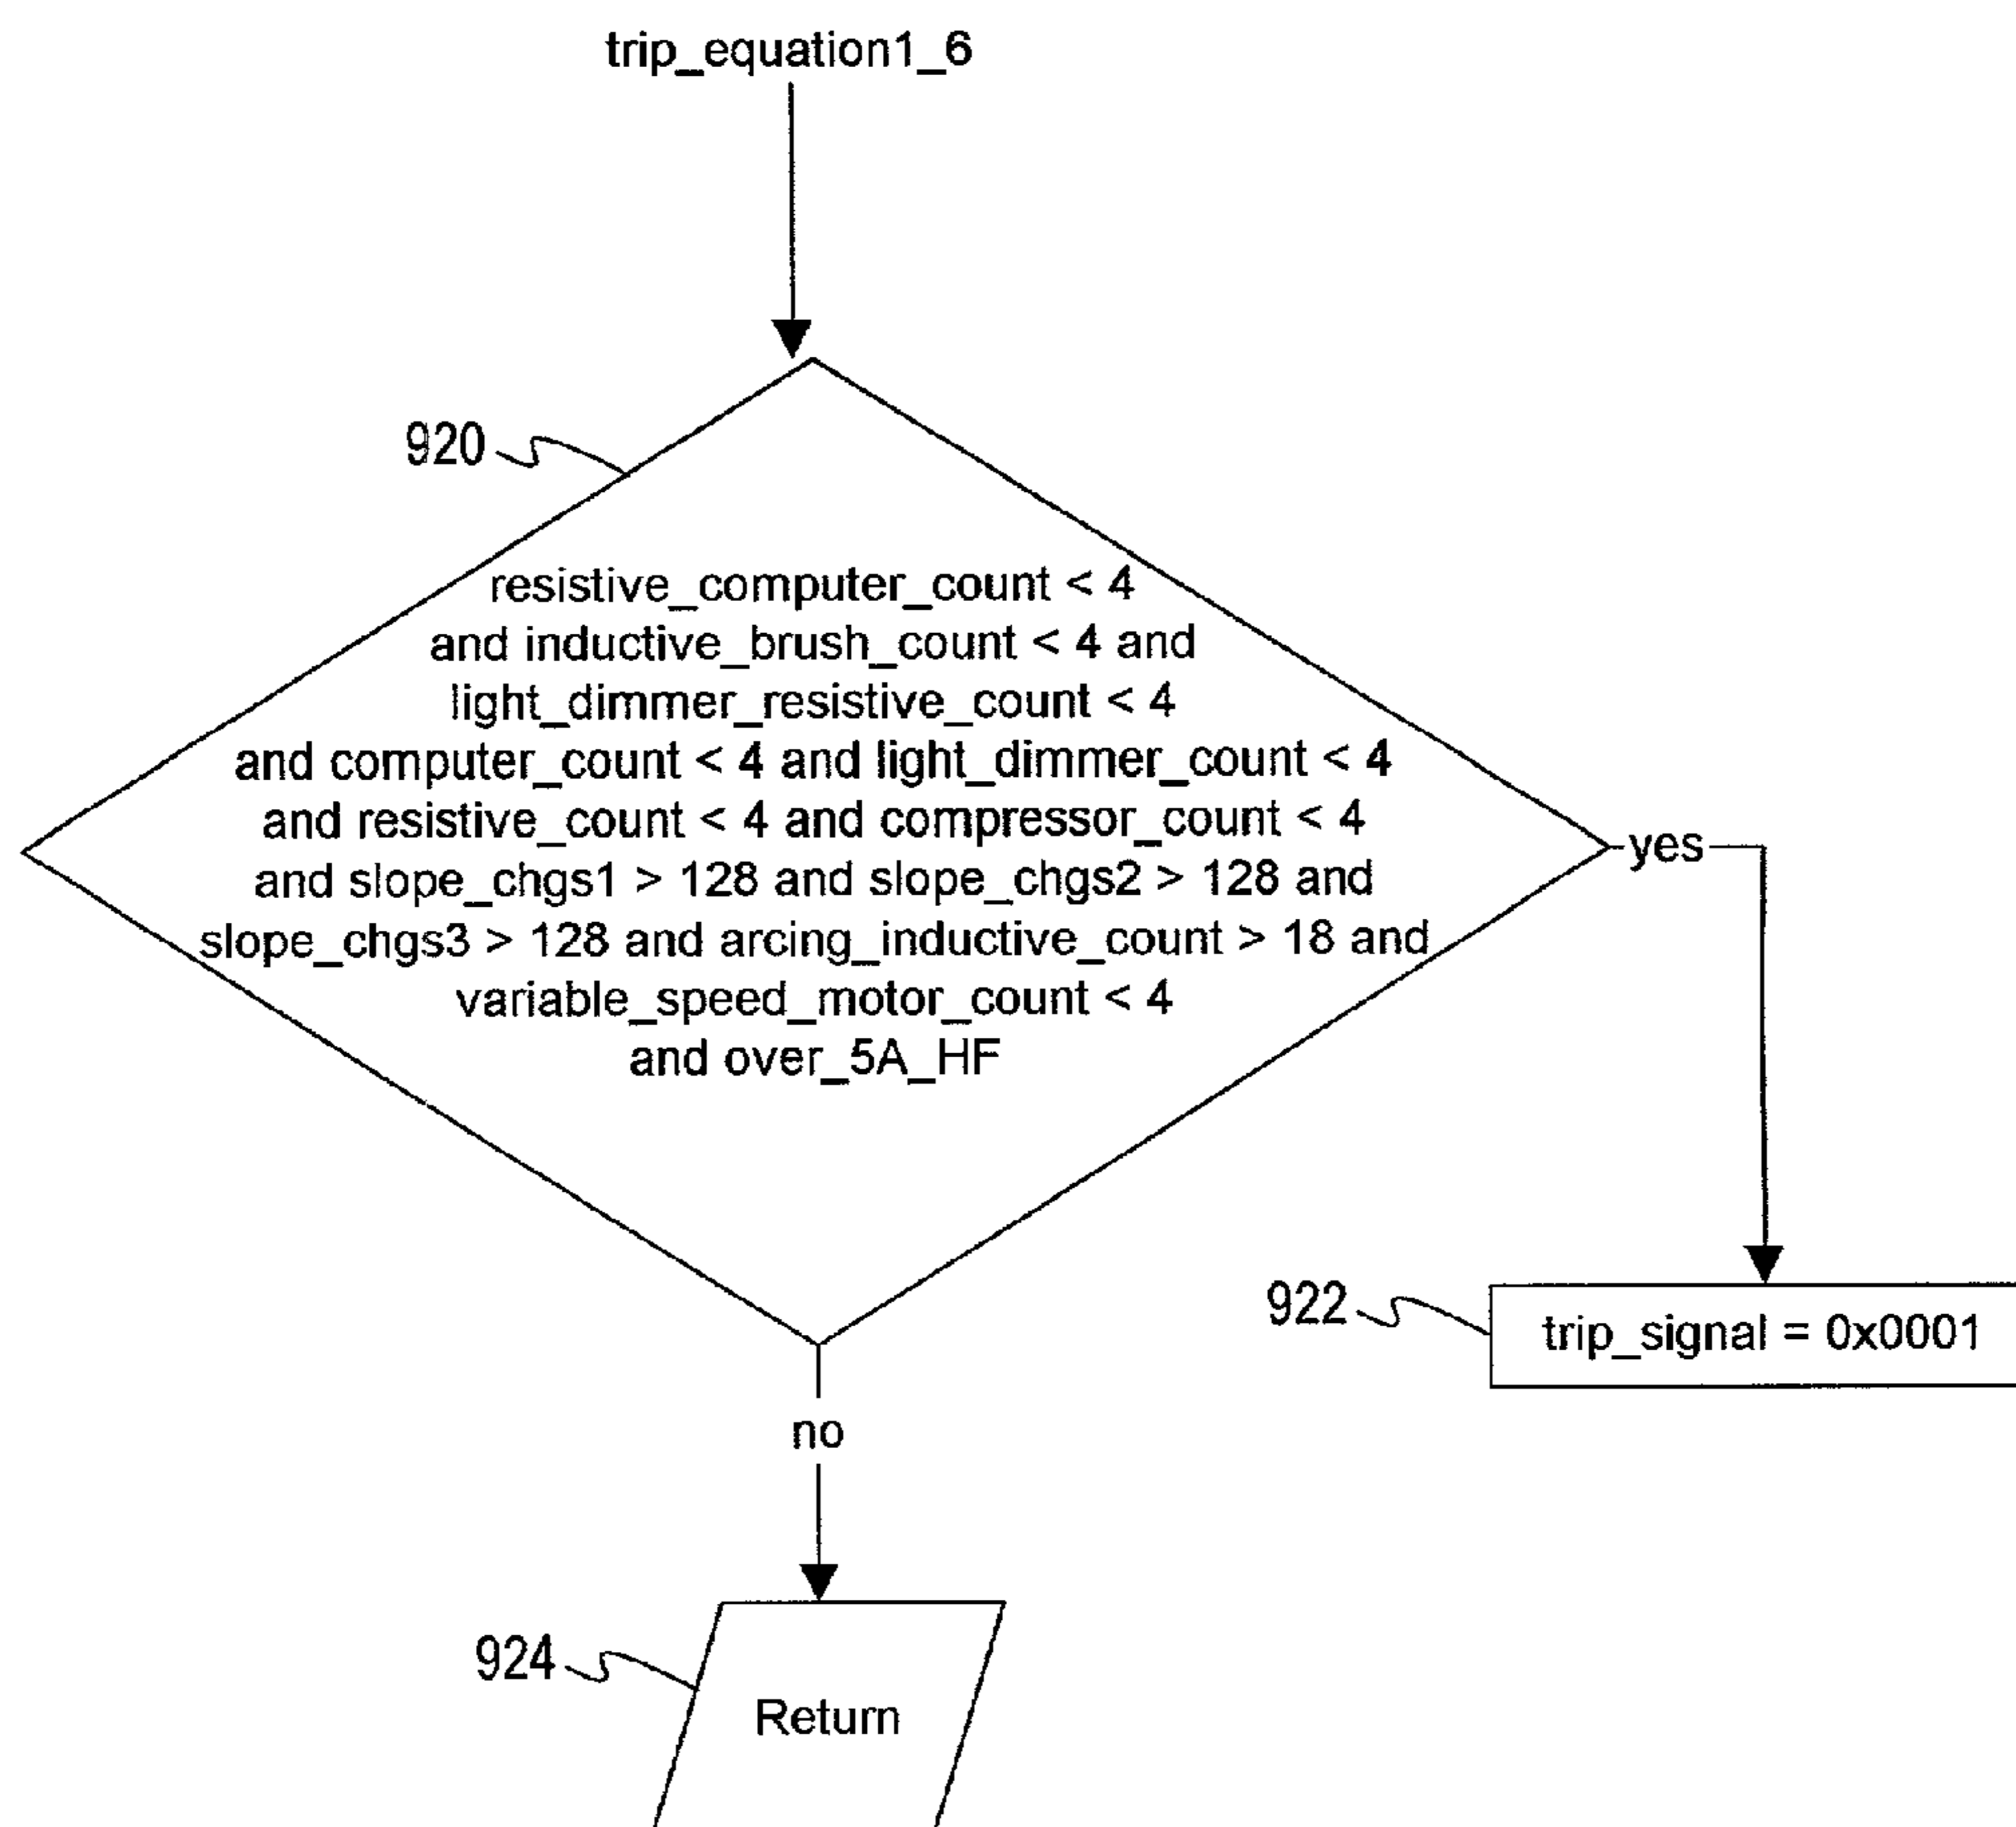 trip_equation1_6
920
resistive_computer_count < 4
and inductive_brush_count < 4 and
light_dimmer_resistive_count < 4
and computer_count < 4 and light_dimmer_count < 4
and resistive_count < 4 and compressor_count < 4
and slope_chgs1 > 128 and slope_chgs2 > 128 and
slope_chgs3 > 128 and arcing_inductive_count > 18 and
variable_speed_motor_count < 4
and over_5A_HF
yes
922
trip_signal = 0x0001
no
924
Return